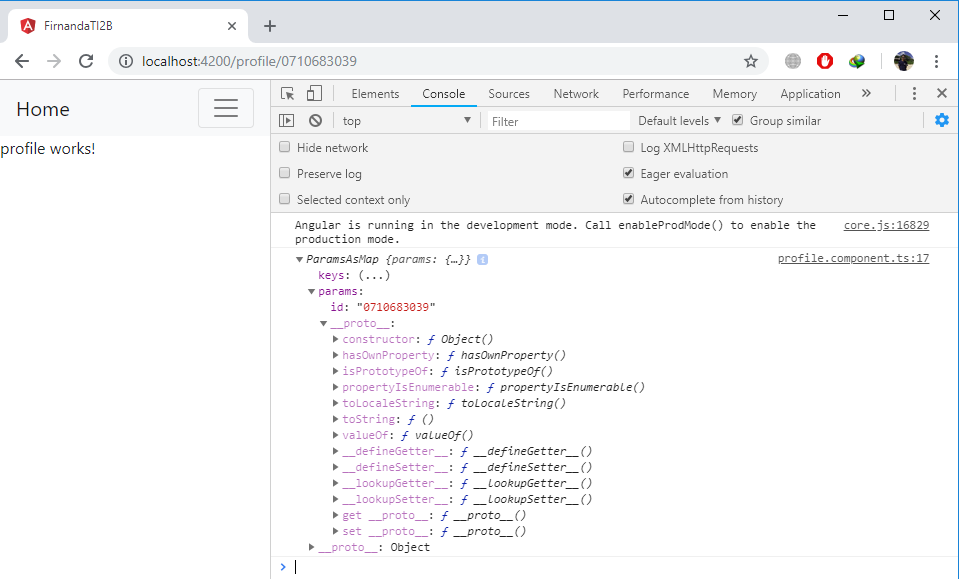 FirnandaTI2B
localhost:4200/profile/0710683039
Home
profile works!
Elements Console Sources Network Performance Memory Application »
top Filter Default levels ▼ Group similar
Hide network Log XMLHttpRequests
Preserve log Eager evaluation
Selected context only Autocomplete from history
Angular is running in the development mode. Call enableProdMode() to enable the core.js:16829
production mode.
▼ParamsAsMap {params: {…}} i profile.component.ts:17
keys: (...)
▼params:
id: "0710683039"
▼__proto__:
▶constructor: ƒ Object()
▶hasOwnProperty: ƒ hasOwnProperty()
▶isPrototypeOf: ƒ isPrototypeOf()
▶propertyIsEnumerable: ƒ propertyIsEnumerable()
▶toLocaleString: ƒ toLocaleString()
▶toString: ƒ ()
▶valueOf: ƒ valueOf()
▶__defineGetter__: ƒ __defineGetter__()
▶__defineSetter__: ƒ __defineSetter__()
▶__lookupGetter__: ƒ __lookupGetter__()
▶__lookupSetter__: ƒ __lookupSetter__()
▶get __proto__: ƒ __proto__()
▶set __proto__: ƒ __proto__()
▶__proto__: Object